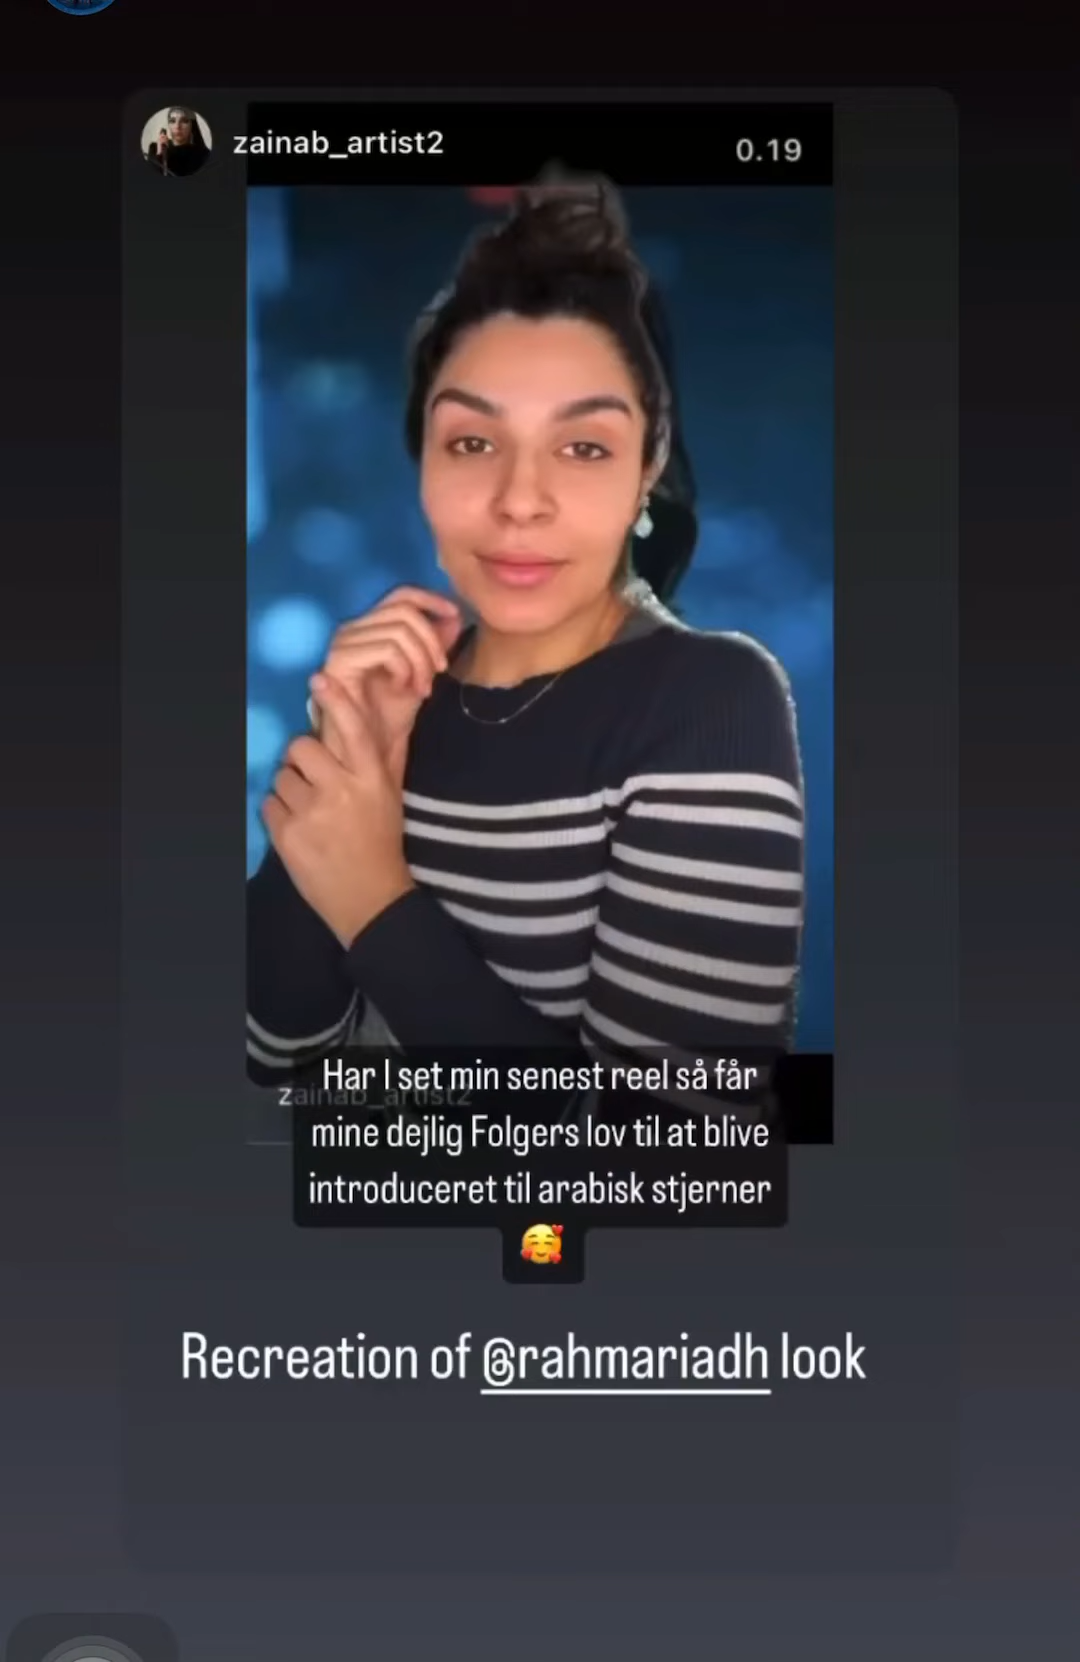 zainab_artist2
0.19
Har I set min senest reel så får
zainab_artist2
mine dejlig Folgers lov til at blive
introduceret til arabisk stjerner
🥰
Recreation of @rahmariadh look